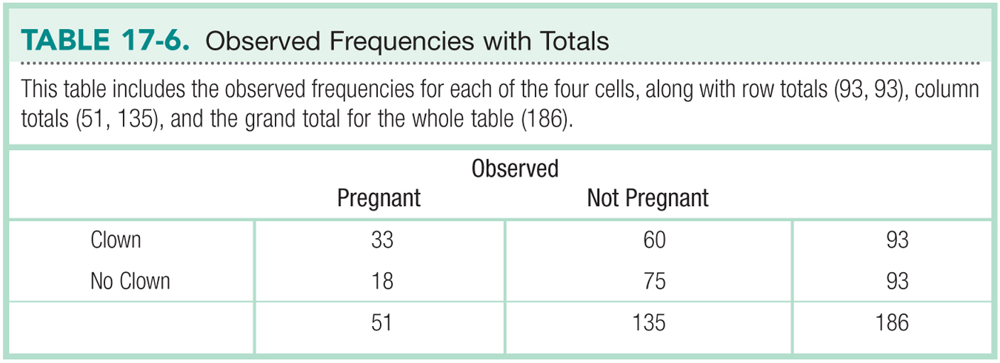 TABLE 17-6. Observed Frequencies with Totals
This table includes the observed frequencies for each of the four cells, along with row totals (93, 93), column
totals (51, 135), and the grand total for the whole table (186).
Observed
Pregnant Not Pregnant
Clown 33 60 93
No Clown 18 75 93
51 135 186